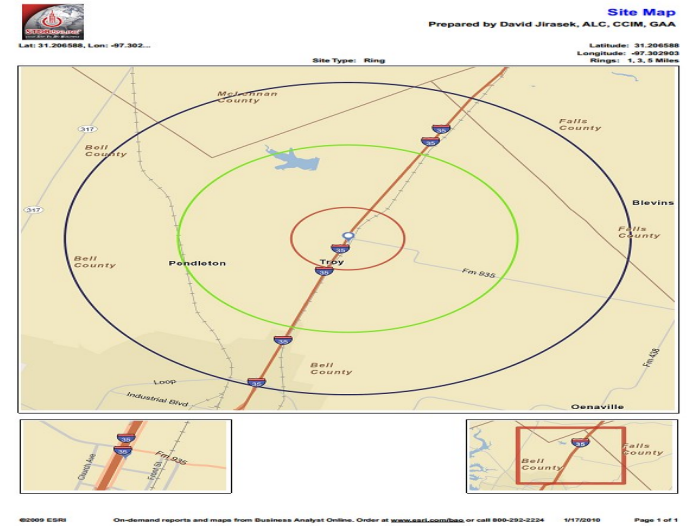 Site Map
Prepared by David Jirasek, ALC, CCIM, GAA
Lat: 31.206588, Lon: -97.302...
Latitude: 31.206588
Longitude: -97.302903
Site Type: Ring
Rings: 1, 3, 5 Miles
McLennan
County
35
Falls
County
317
35
Bell
County
Blevins
317
Falls
County
35
Troy
Bell
County
Pendleton
35
Fm 935
35
Fm 438
Bell
County
Loop
35
Industrial Blvd
Oenaville
35
35
Church Ave
Front St
Fm 935
35
Falls
County
Bell
County
©2009 ESRI
On-demand reports and maps from Business Analyst Online. Order at www.esri.com/bao or call 800-292-2224
1/17/2010
Page 1 of 1